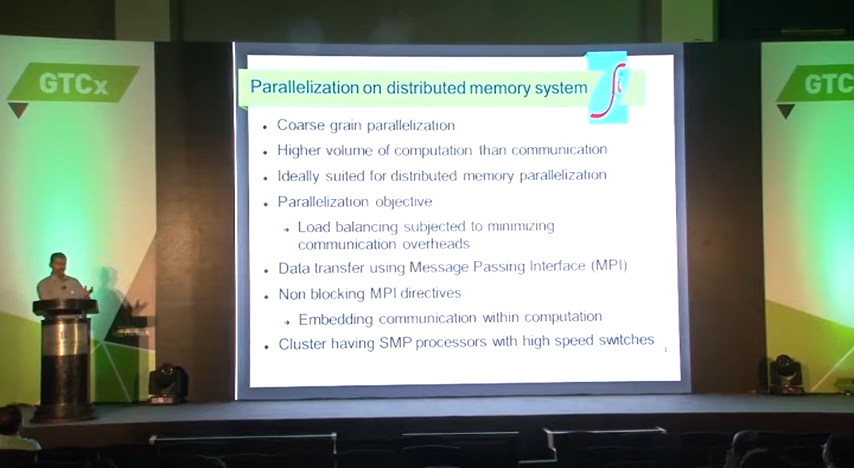 GTCx
GTC
Parallelization on distributed memory system
Coarse grain parallelization
Higher volume of computation than communication
Ideally suited for distributed memory parallelization
Parallelization objective
Load balancing subjected to minimizing
communication overheads
Data transfer using Message Passing Interface (MPI)
Non blocking MPI directives
Embedding communication within computation
Cluster having SMP processors with high speed switches